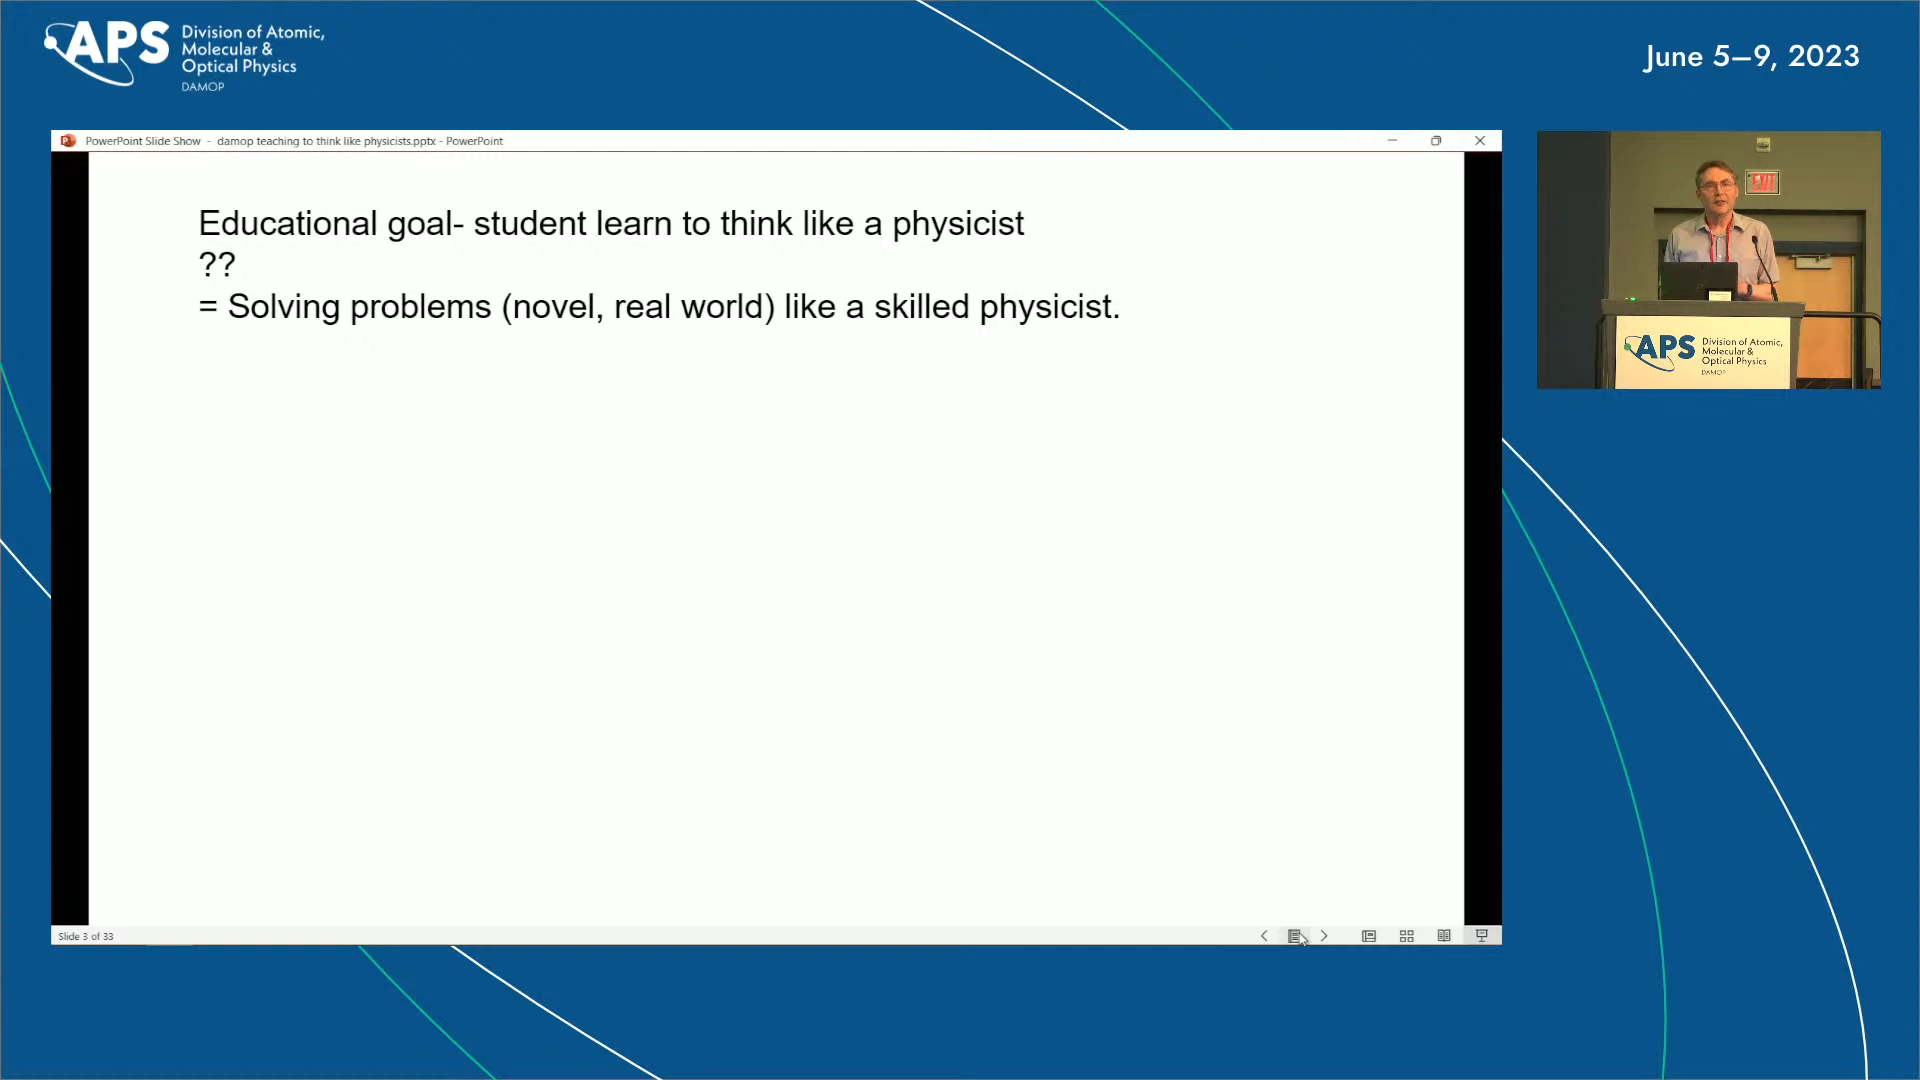 APS
Division of Atomic,
Molecular &
Optical Physics
DAMOP
June 5–9, 2023
PowerPoint Slide Show - damop teaching to think like physicists.pptx - PowerPoint
Educational goal- student learn to think like a physicist
??
= Solving problems (novel, real world) like a skilled physicist.
EXIT
APS
Division of Atomic,
Molecular &
Optical Physics
DAMOP
Slide 3 of 33